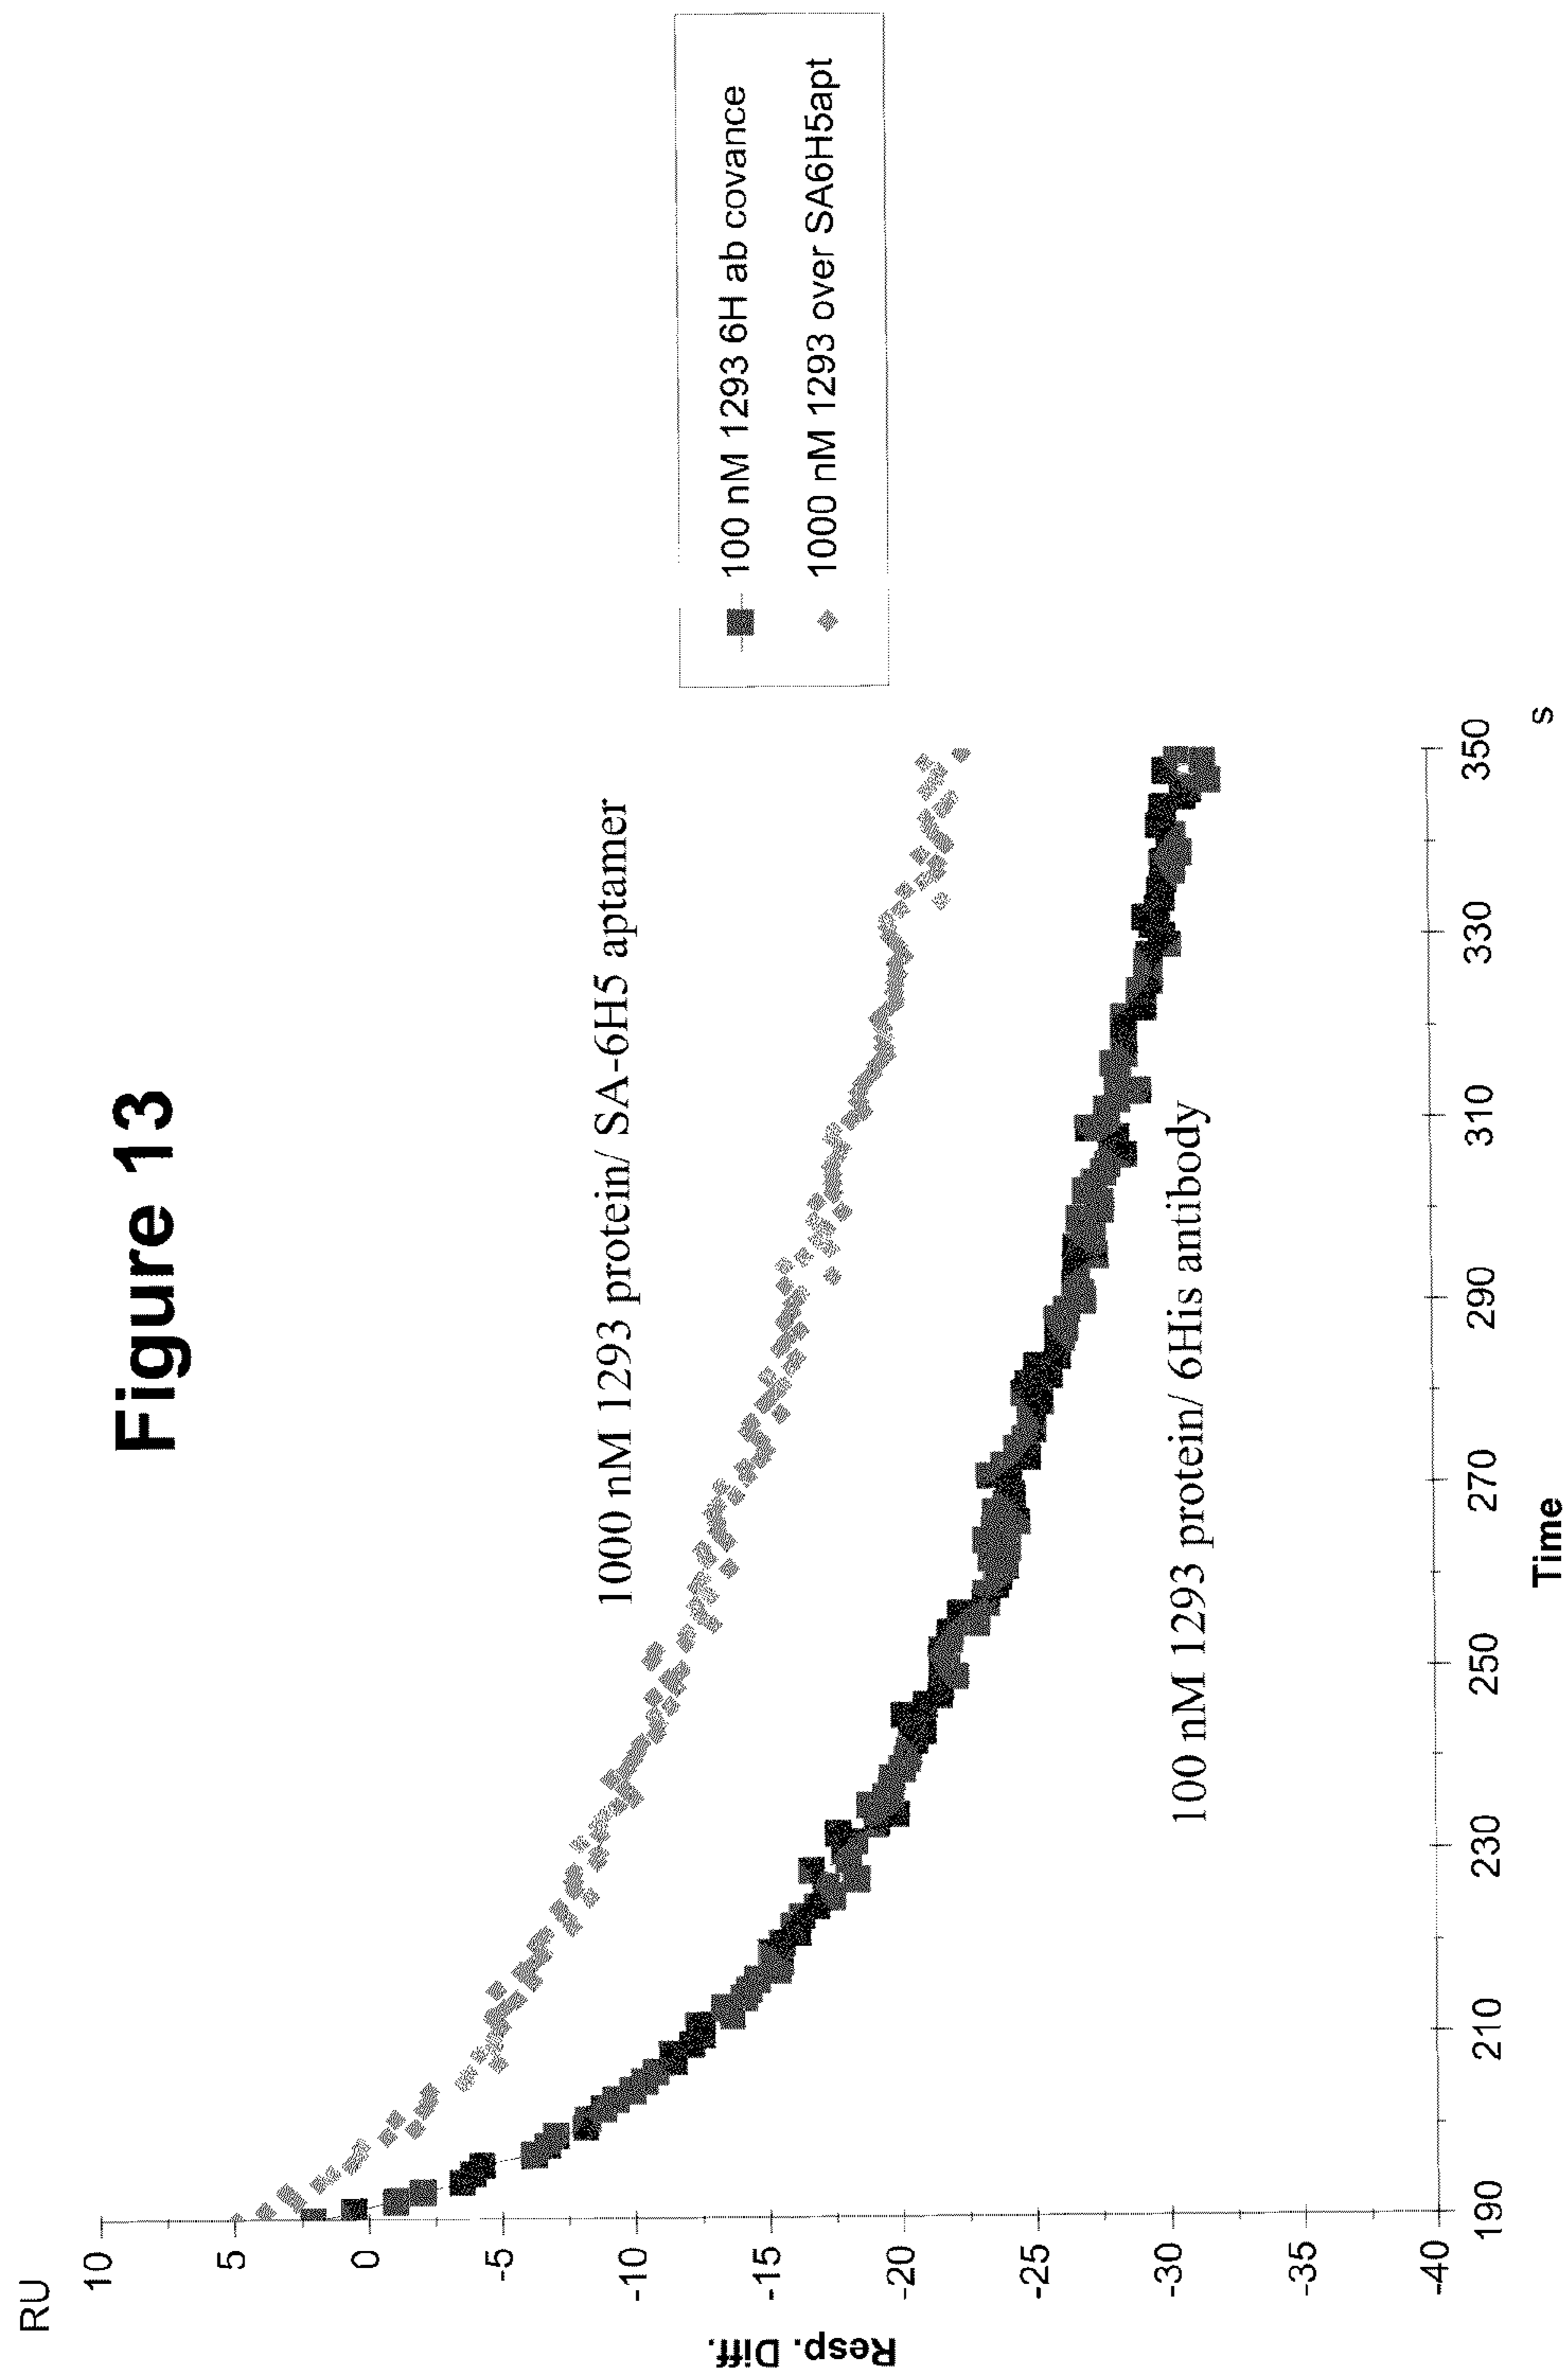 Figure 13
RU
10
5
0
-5
-10
-15
-20
-25
-30
-35
-40
Resp. Diff.
1000 nM 1293 protein/ SA-6H5 aptamer
100 nM 1293 protein/ 6His antibody
190
210
230
250
270
290
310
330
350
Time
s
100 nM 1293 6H ab covance
1000 nM 1293 over SA6H5apt